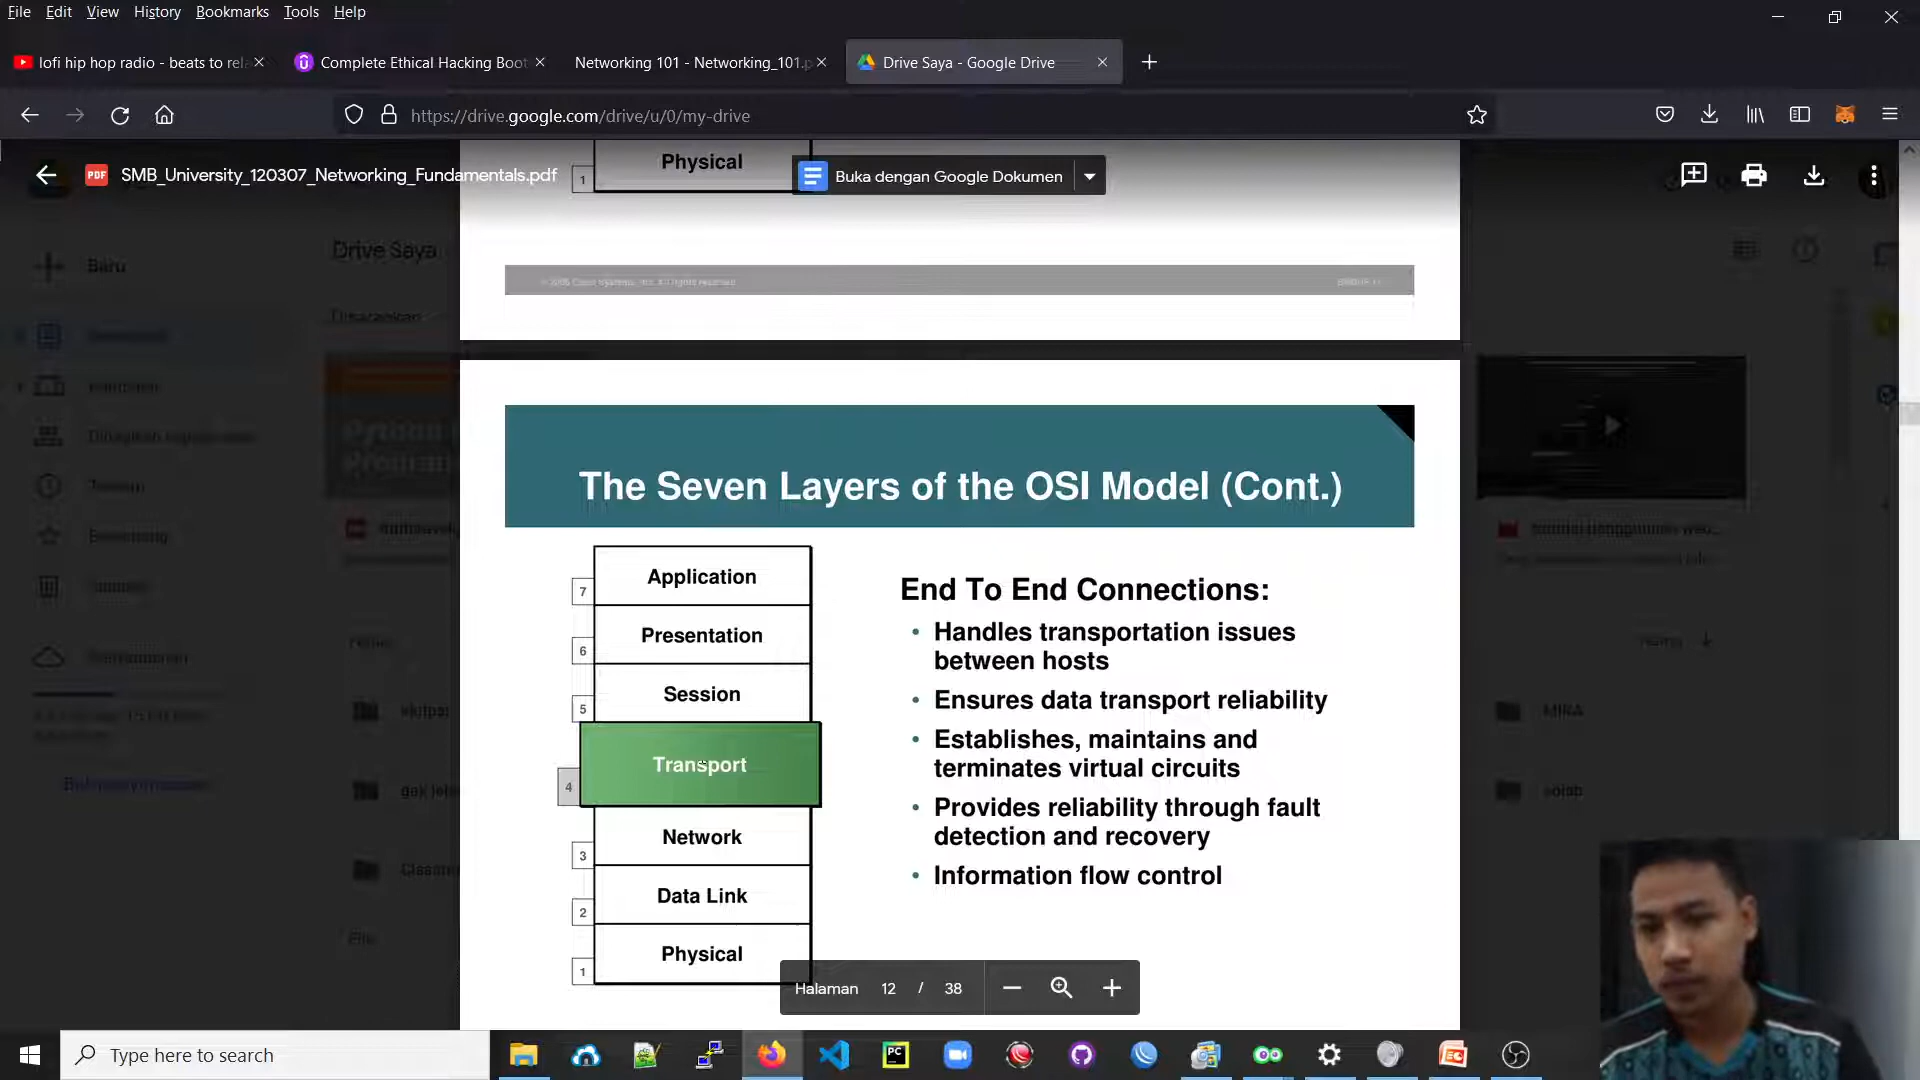 File Edit View History Bookmarks Tools Help
lofi hip hop radio - beats to rel
Complete Ethical Hacking Boot
Networking 101 - Networking_101.p
Drive Saya - Google Drive
https://drive.google.com/drive/u/0/my-drive
SMB_University_120307_Networking_Fundamentals.pdf
PDF
Buka dengan Google Dokumen
1 Physical
Baru
Drive Saya
The Seven Layers of the OSI Model (Cont.)
7 Application
6 Presentation
5 Session
4 Transport
3 Network
2 Data Link
1 Physical
End To End Connections:
• Handles transportation issues
between hosts
• Ensures data transport reliability
• Establishes, maintains and
terminates virtual circuits
• Provides reliability through fault
detection and recovery
• Information flow control
Halaman 12 / 38
Type here to search
PC